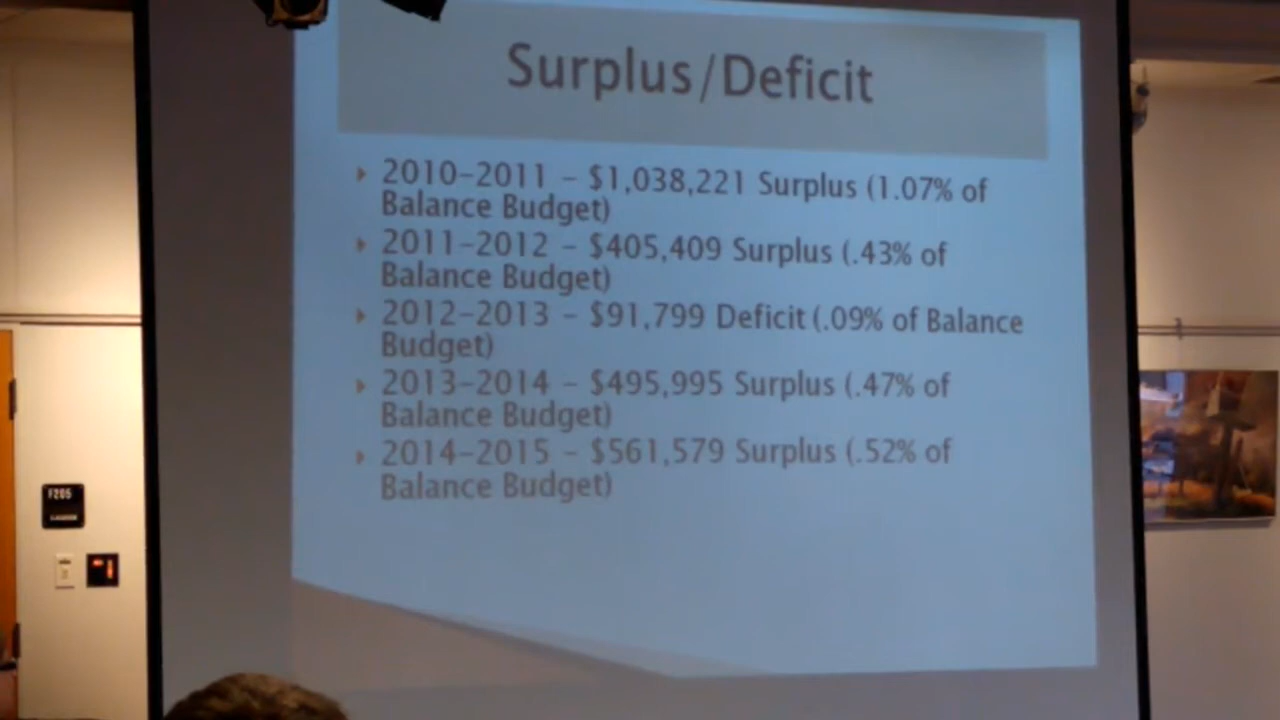 Surplus/Deficit
2010-2011 - $1,038,221 Surplus (1.07% of
Balance Budget)
2011-2012 - $405,409 Surplus (.43% of
Balance Budget)
2012-2013 - $91,799 Deficit (.09% of Balance
Budget)
2013-2014 - $495,995 Surplus (.47% of
Balance Budget)
2014-2015 - $561,579 Surplus (.52% of
Balance Budget)
F205